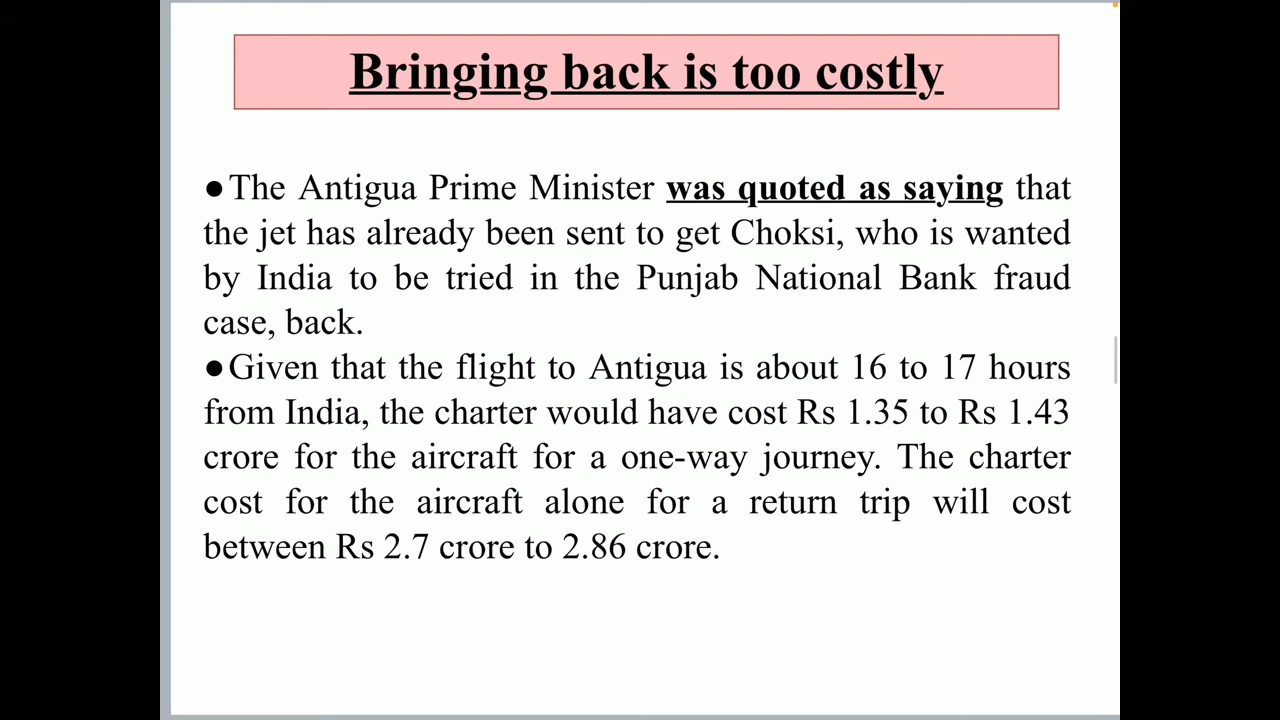 Bringing back is too costly
●The Antigua Prime Minister was quoted as saying that
the jet has already been sent to get Choksi, who is wanted
by India to be tried in the Punjab National Bank fraud
case, back.
●Given that the flight to Antigua is about 16 to 17 hours
from India, the charter would have cost Rs 1.35 to Rs 1.43
crore for the aircraft for a one-way journey. The charter
cost for the aircraft alone for a return trip will cost
between Rs 2.7 crore to 2.86 crore.